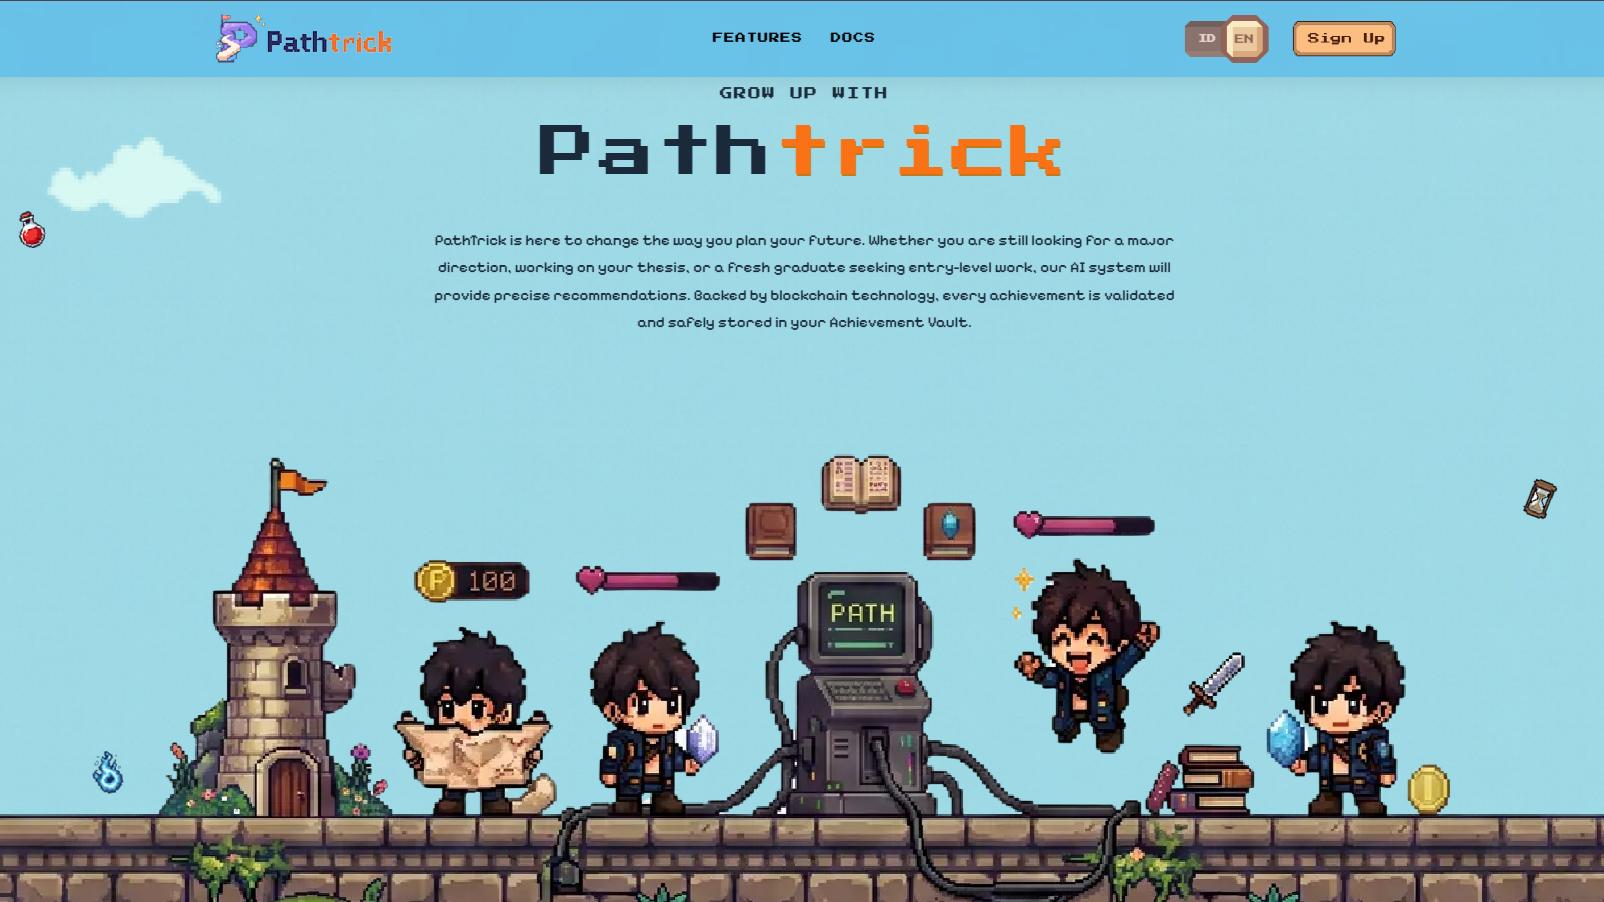 Pathtrick
FEATURES DOCS
ID EN
Sign Up
GROW UP WITH
Pathtrick
PathTrick is here to change the way you plan your future. Whether you are still looking for a major
direction, working on your thesis, or a fresh graduate seeking entry-level work, our AI system will
provide precise recommendations. Backed by blockchain technology, every achievement is validated
and safely stored in your Achievement Vault.
P 100
PATH